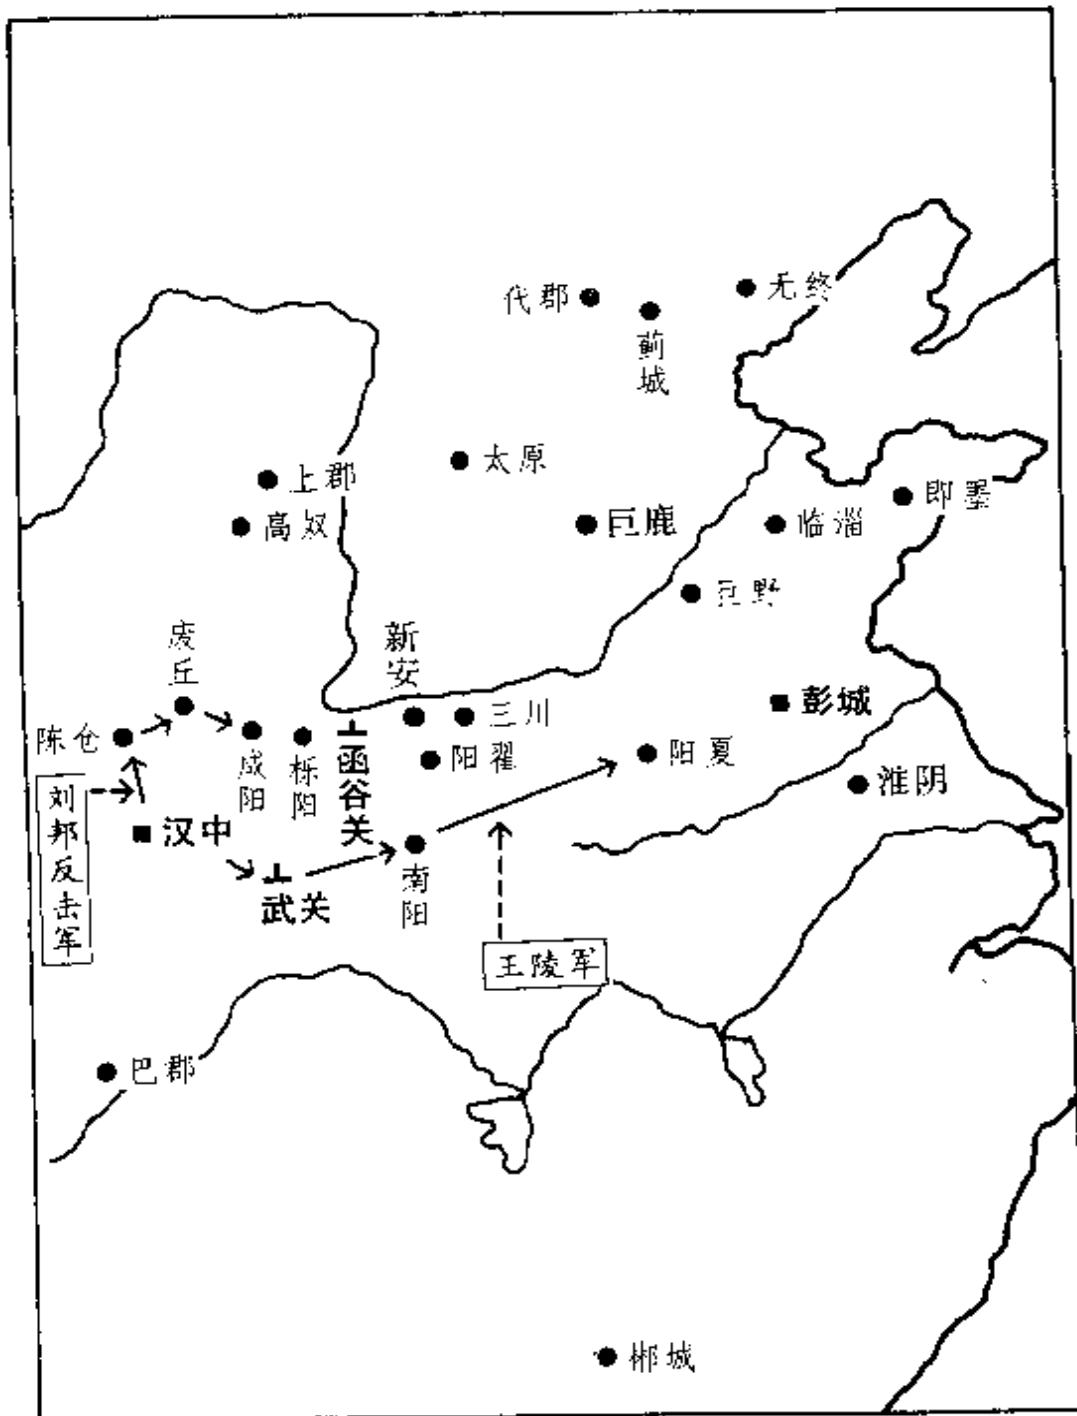 代郡
无终
蓟城
上郡
太原
高奴
巨鹿
临淄
即墨
巨野
废丘
新安
陈仓
咸阳
栎阳
函谷关
三川
阳翟
彭城
阳夏
淮阴
刘邦反击军
汉中
武关
南阳
王陵军
巴郡
郴城